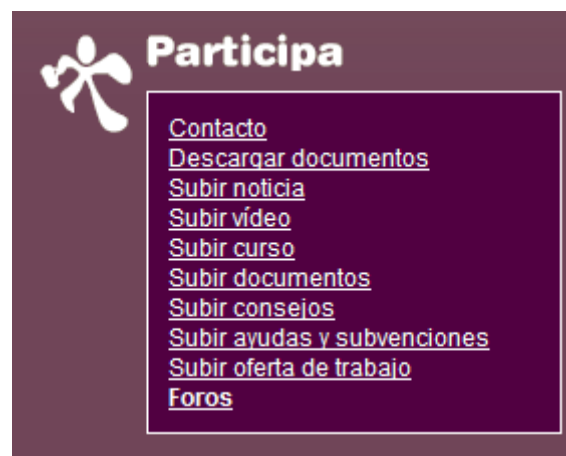 Participa
Contacto
Descargar documentos
Subir noticia
Subir vídeo
Subir curso
Subir documentos
Subir consejos
Subir ayudas y subvenciones
Subir oferta de trabajo
Foros